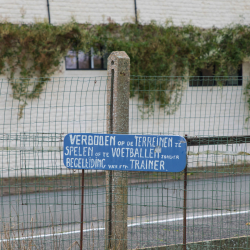 VERBODEN OP DE TERREINEN TE
SPELEN OF TE VOETBALLEN ZONDER
BEGELEIDING VAN EEN TRAINER